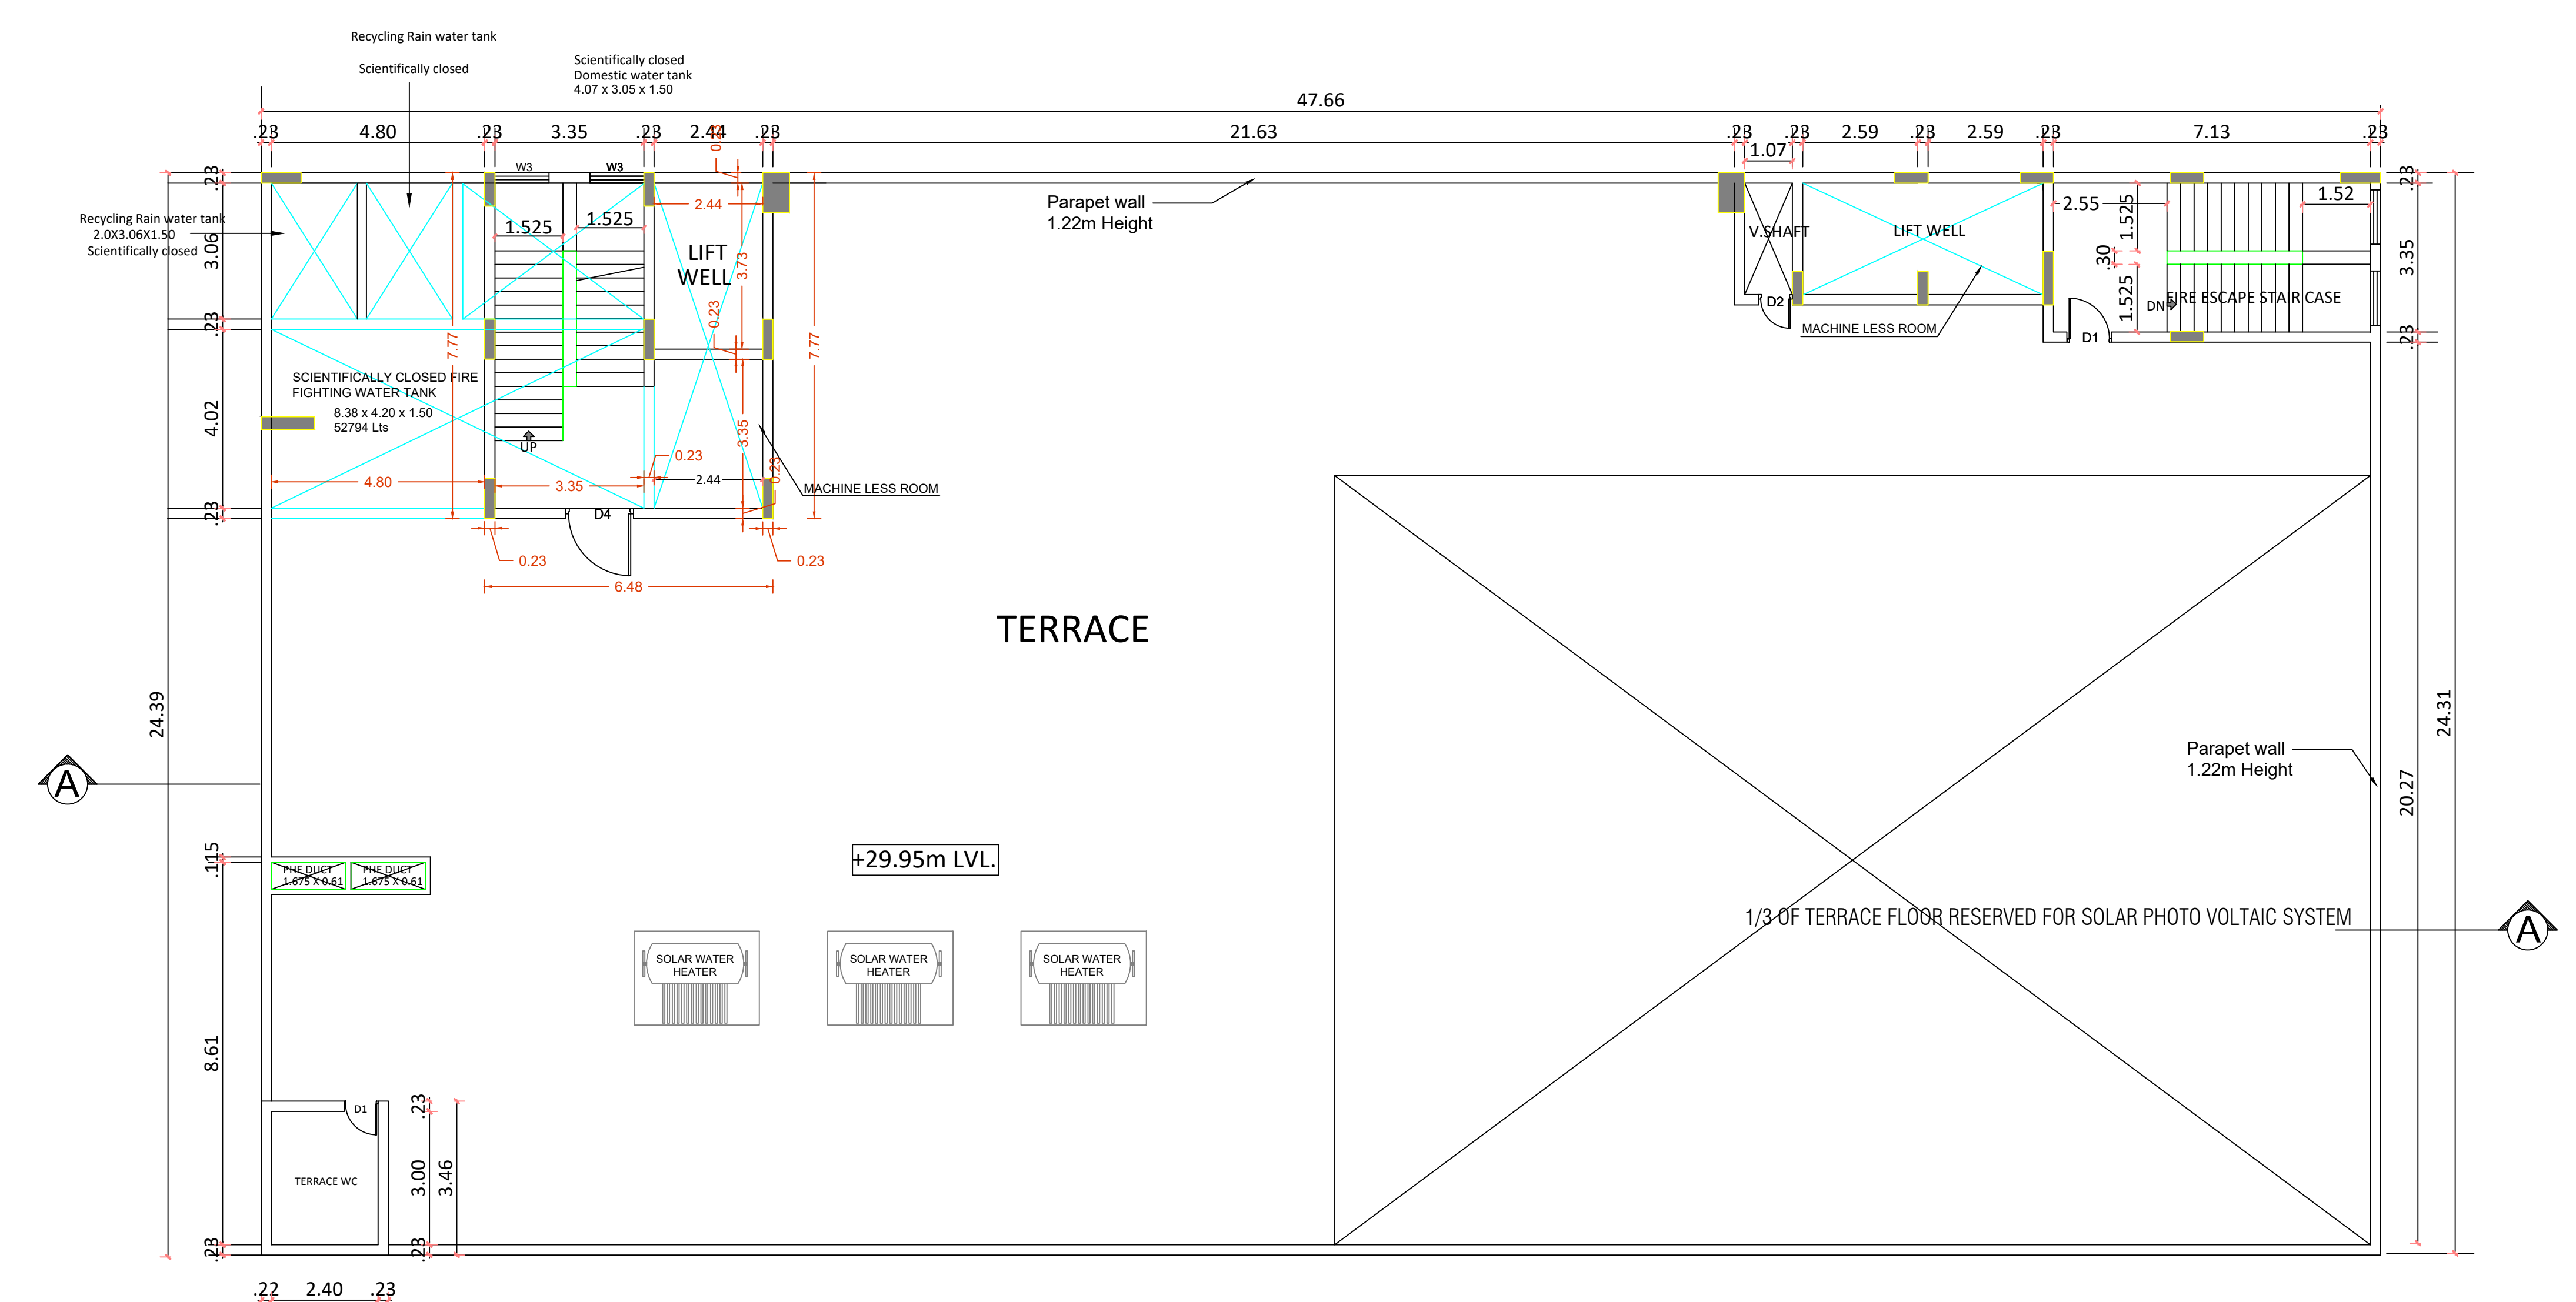 Recycling Rain water tank
Scientifically closed
Scientifically closed
Domestic water tank
4.07 x 3.05 x 1.50
47.66
.23
4.80
.23
3.35
.23
2.44
0.23
.23
21.63
.23
.23
2.59
.23
2.59
.23
7.13
.23
1.07
W3
W3
.23
.23
Parapet wall
1.22m Height
2.44
1.525
1.525
LIFT
WELL
3.73
Recycling Rain water tank
2.0X3.06X1.50
Scientifically closed
3.06
V.SHAFT
LIFT WELL
2.55
1.525
.30
1.525
1.52
3.35
D2
DN
FIRE ESCAPE STAIR CASE
MACHINE LESS ROOM
D1
.23
.23
0.23
7.77
7.77
SCIENTIFICALLY CLOSED FIRE
FIGHTING WATER TANK
8.38 x 4.20 x 1.50
52794 Lts
4.02
UP
3.35
0.23
0.23
4.80
3.35
2.44
MACHINE LESS ROOM
.23
D4
0.23
0.23
6.48
TERRACE
24.39
24.31
Parapet wall
1.22m Height
20.27
A
+29.95m LVL.
.115
PHE DUCT
1.675 X 0.61
PHE DUCT
1.675 X 0.61
1/3 OF TERRACE FLOOR RESERVED FOR SOLAR PHOTO VOLTAIC SYSTEM
A
SOLAR WATER
HEATER
SOLAR WATER
HEATER
SOLAR WATER
HEATER
8.61
D1
.23
3.00
3.46
TERRACE WC
.23
.23
.22
2.40
.23